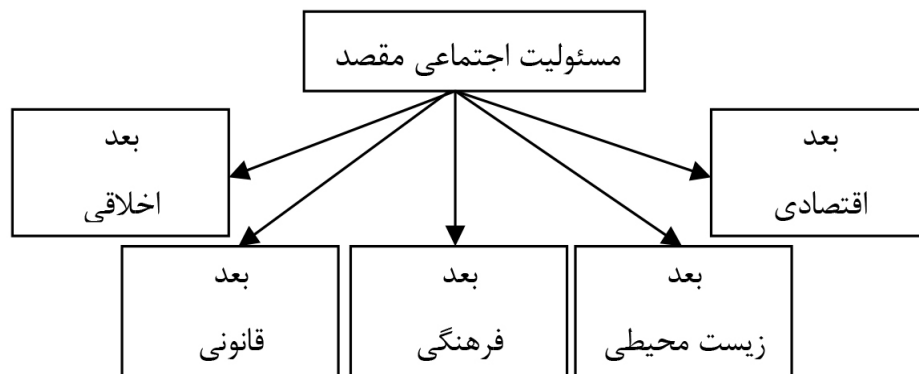 مسئولیت اجتماعی مقصد
بعد
اقتصادی
بعد
اخلاقی
بعد
زیست محیطی
بعد
فرهنگی
بعد
قانونی